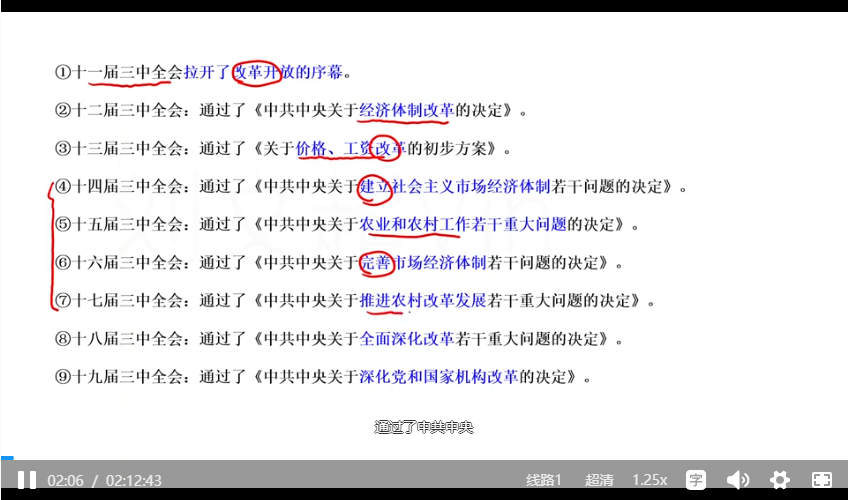 ①十一届三中全会拉开了改革开放的序幕。
②十二届三中全会：通过了《中共中央关于经济体制改革的决定》。
③十三届三中全会：通过了《关于价格、工资改革的初步方案》。
④十四届三中全会：通过了《中共中央关于建立社会主义市场经济体制若干问题的决定》。
⑤十五届三中全会：通过了《中共中央关于农业和农村工作若干重大问题的决定》。
⑥十六届三中全会：通过了《中共中央关于完善市场经济体制若干问题的决定》。
⑦十七届三中全会：通过了《中共中央关于推进农村改革发展若干重大问题的决定》。
⑧十八届三中全会：通过了《中共中央关于全面深化改革若干重大问题的决定》。
⑨十九届三中全会：通过了《中共中央关于深化党和国家机构改革的决定》。
通过了中共中央
02:06 / 02:12:43 线路1 超清 1.25x 字